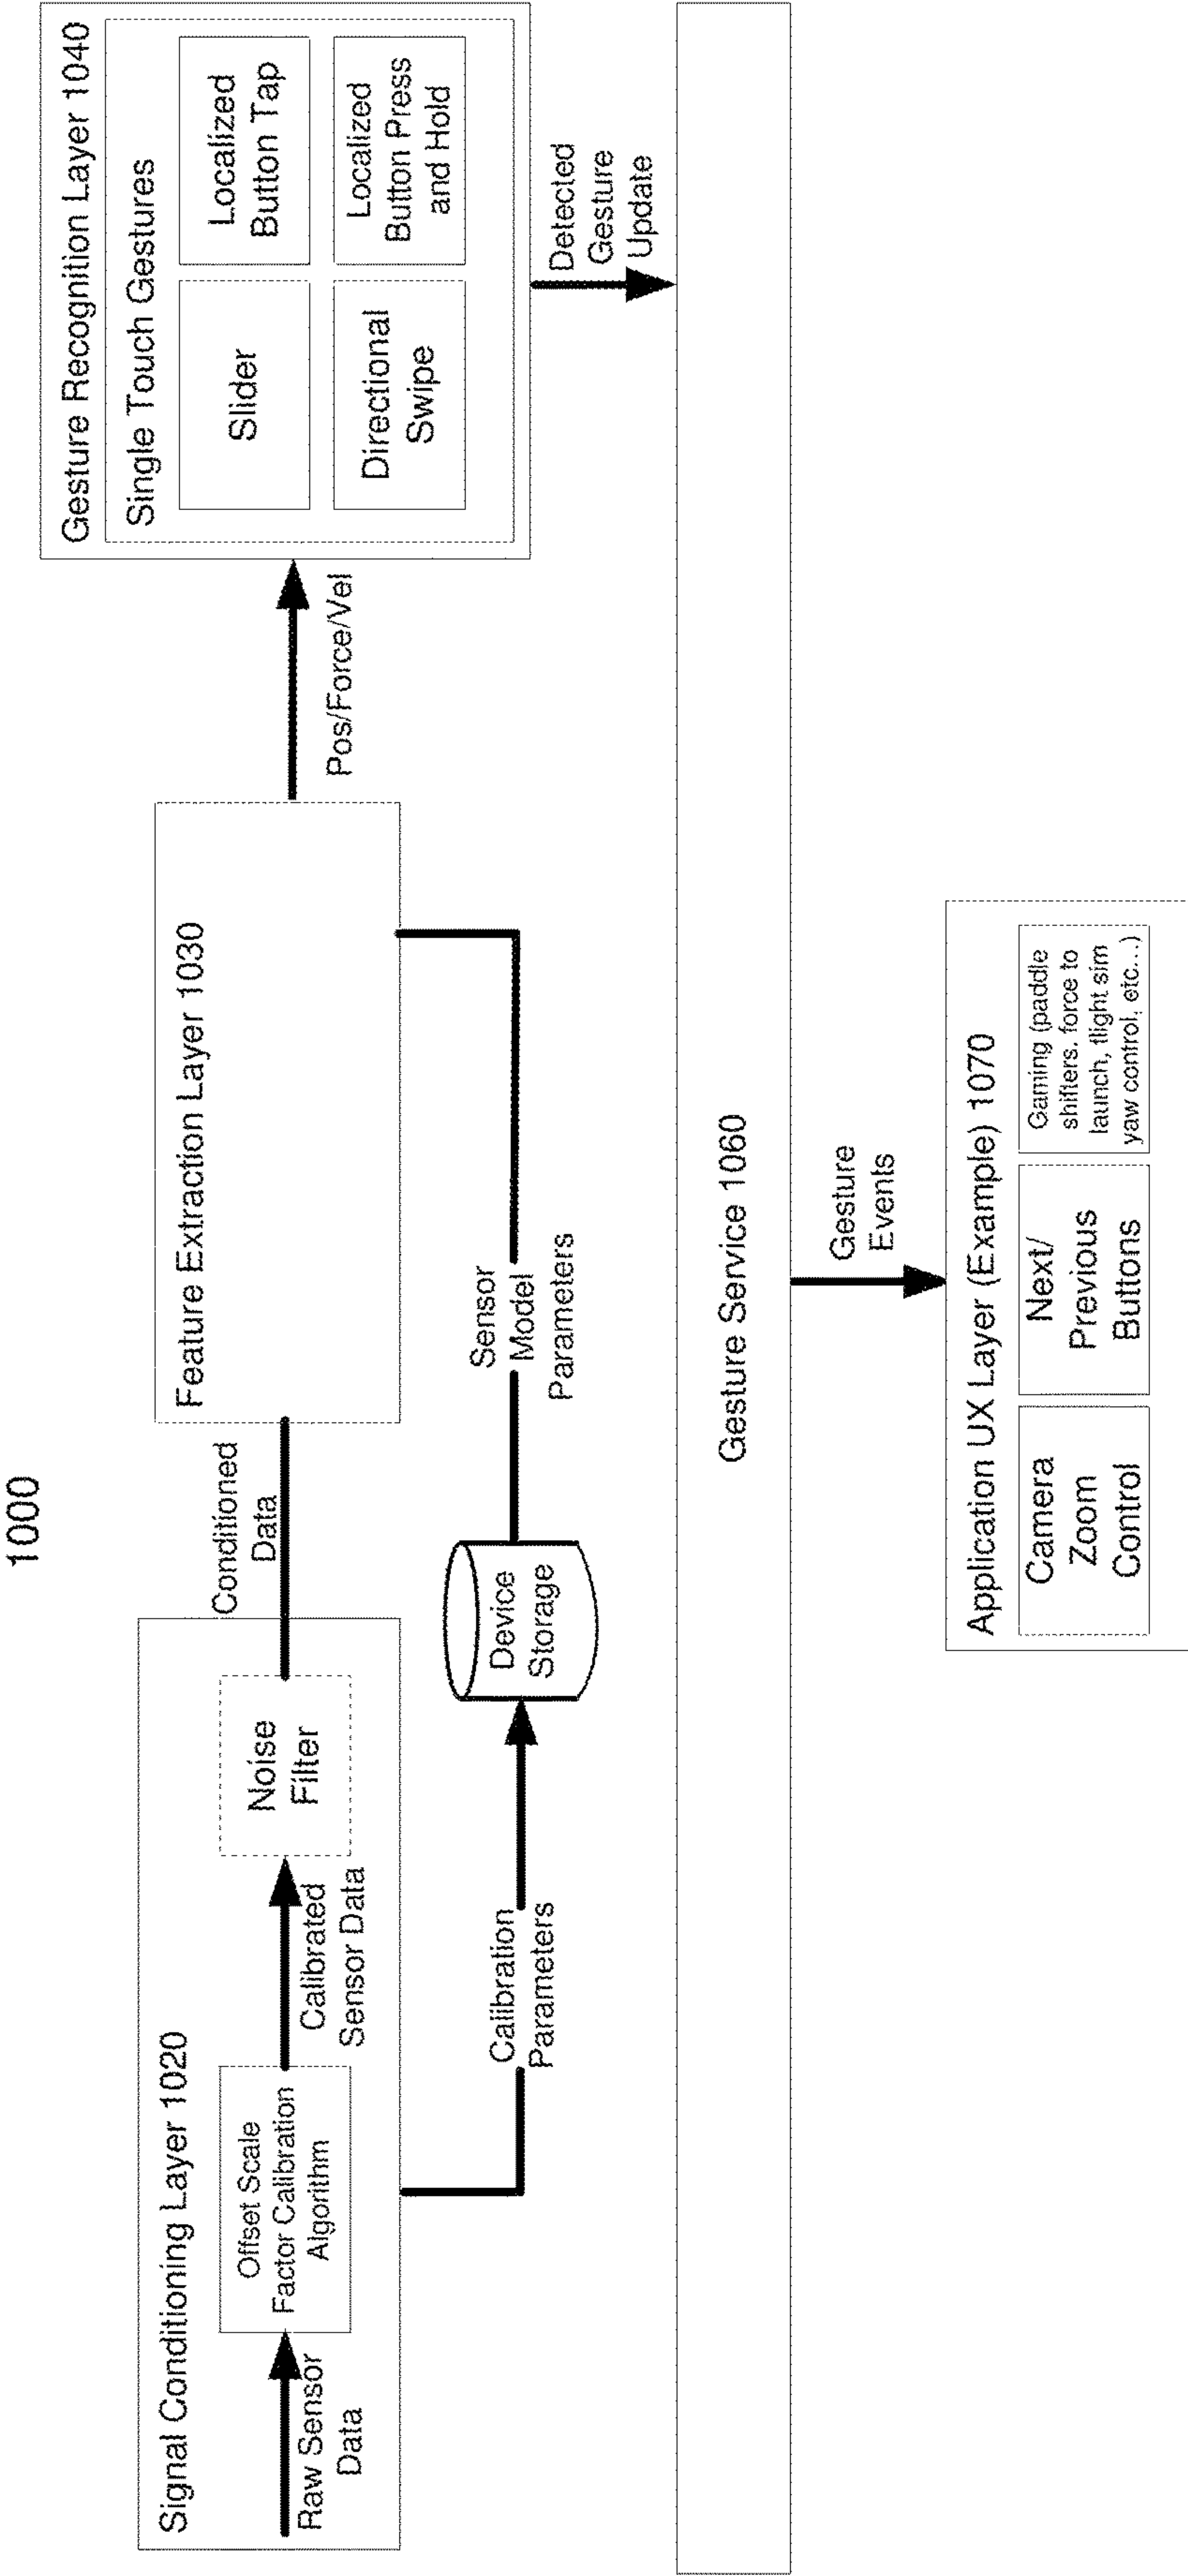 1000
Signal Conditioning Layer 1020
Raw Sensor
Data
Offset Scale
Factor Calibration
Algorithm
Calibrated
Sensor Data
Noise
Filter
Conditioned
Data
Feature Extraction Layer 1030
Pos/Force/Vel
Gesture Recognition Layer 1040
Single Touch Gestures
Slider
Localized
Button Tap
Directional
Swipe
Localized
Button Press
and Hold
Calibration
Parameters
Device
Storage
Sensor
Model
Parameters
Detected
Gesture
Update
Gesture Service 1060
Gesture
Events
Application UX Layer (Example) 1070
Camera
Zoom
Control
Next/
Previous
Buttons
Gaming (paddle
shifters, force to
launch, flight sim
yaw control, etc...)